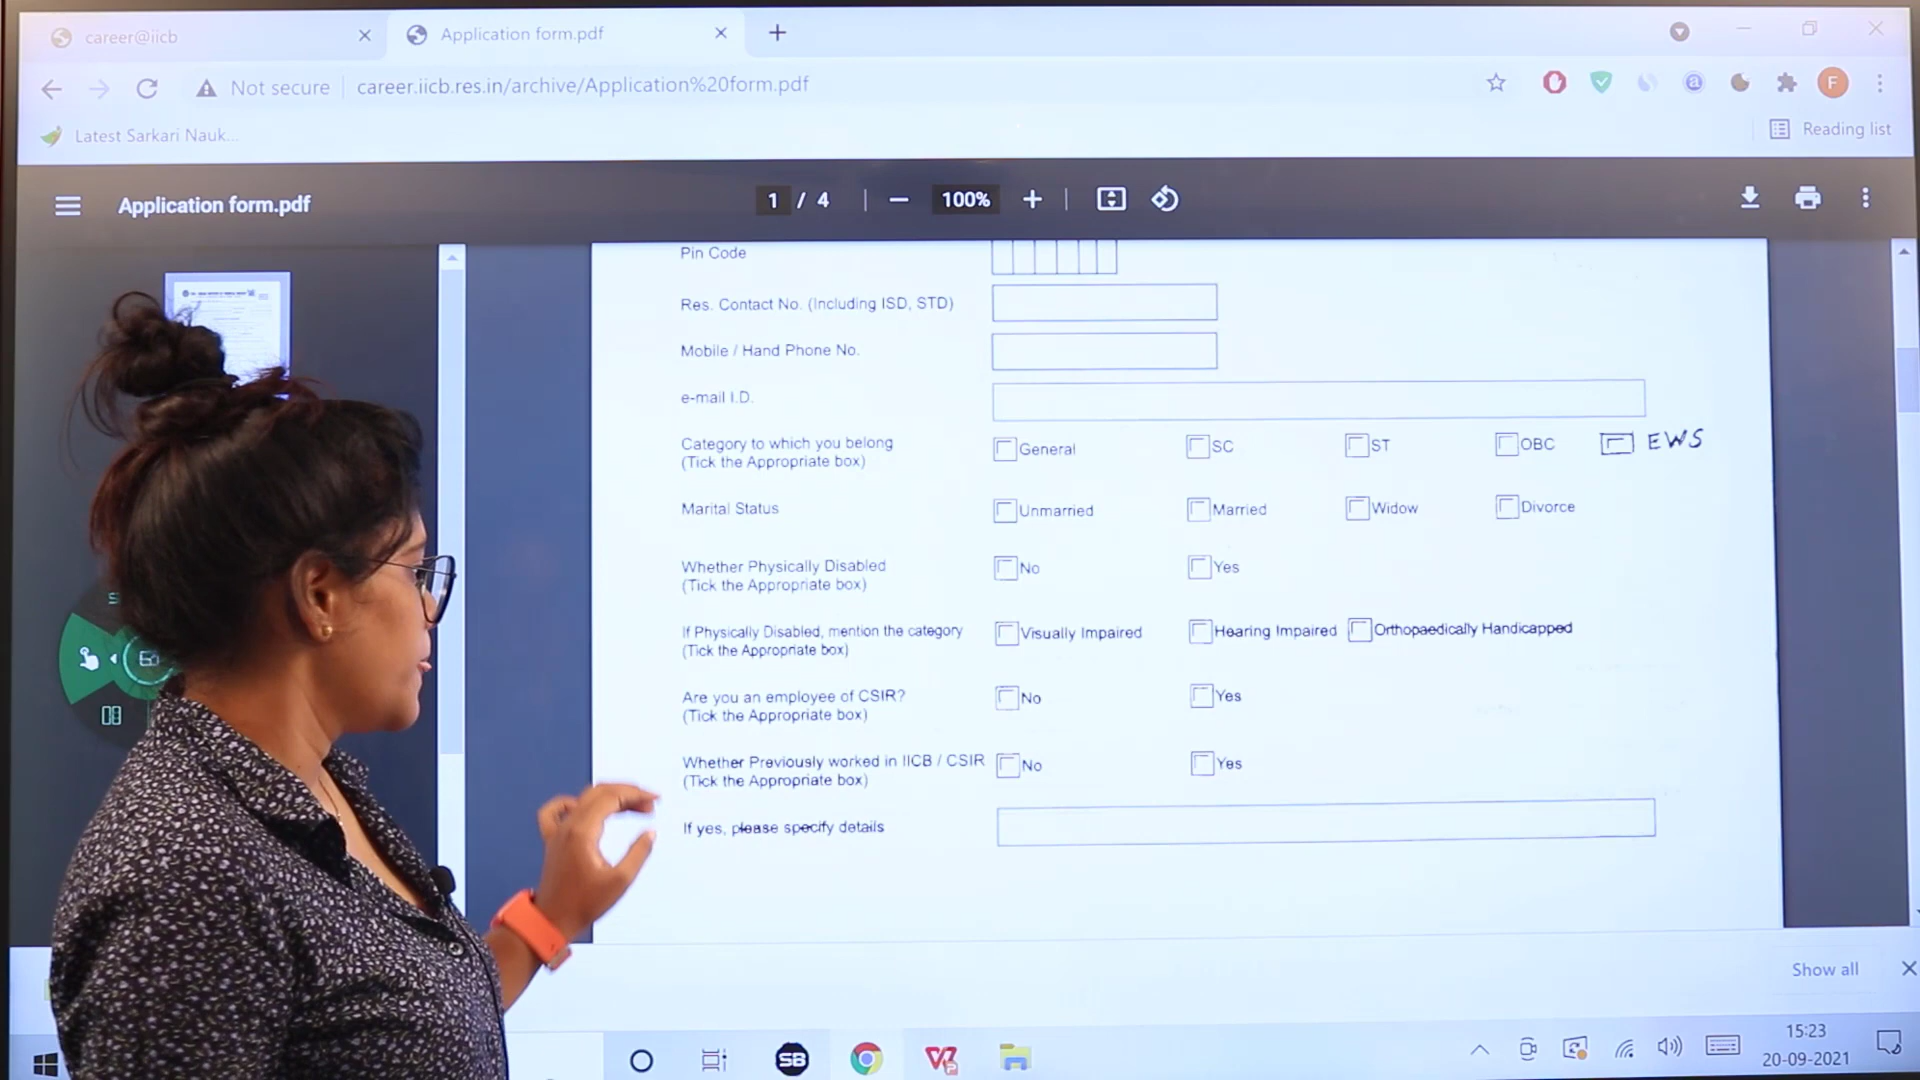 career@iicb
Application form.pdf
Not secure
career.iicb.res.in/archive/Application%20form.pdf
F
Latest Sarkari Nauk...
Reading list
Application form.pdf
1 / 4
100%
Pin Code
Res. Contact No. (Including ISD, STD)
Mobile / Hand Phone No.
e-mail I.D.
Category to which you belong
(Tick the Appropriate box)
General SC ST OBC EWS
Marital Status
Unmarried Married Widow Divorce
Whether Physically Disabled
(Tick the Appropriate box)
No Yes
If Physically Disabled, mention the category
(Tick the Appropriate box)
Visually Impaired Hearing Impaired Orthopaedically Handicapped
Are you an employee of CSIR?
(Tick the Appropriate box)
No Yes
Whether Previously worked in IICB / CSIR
(Tick the Appropriate box)
No Yes
If yes, please specify details
Show all
SB
15:23
20-09-2021